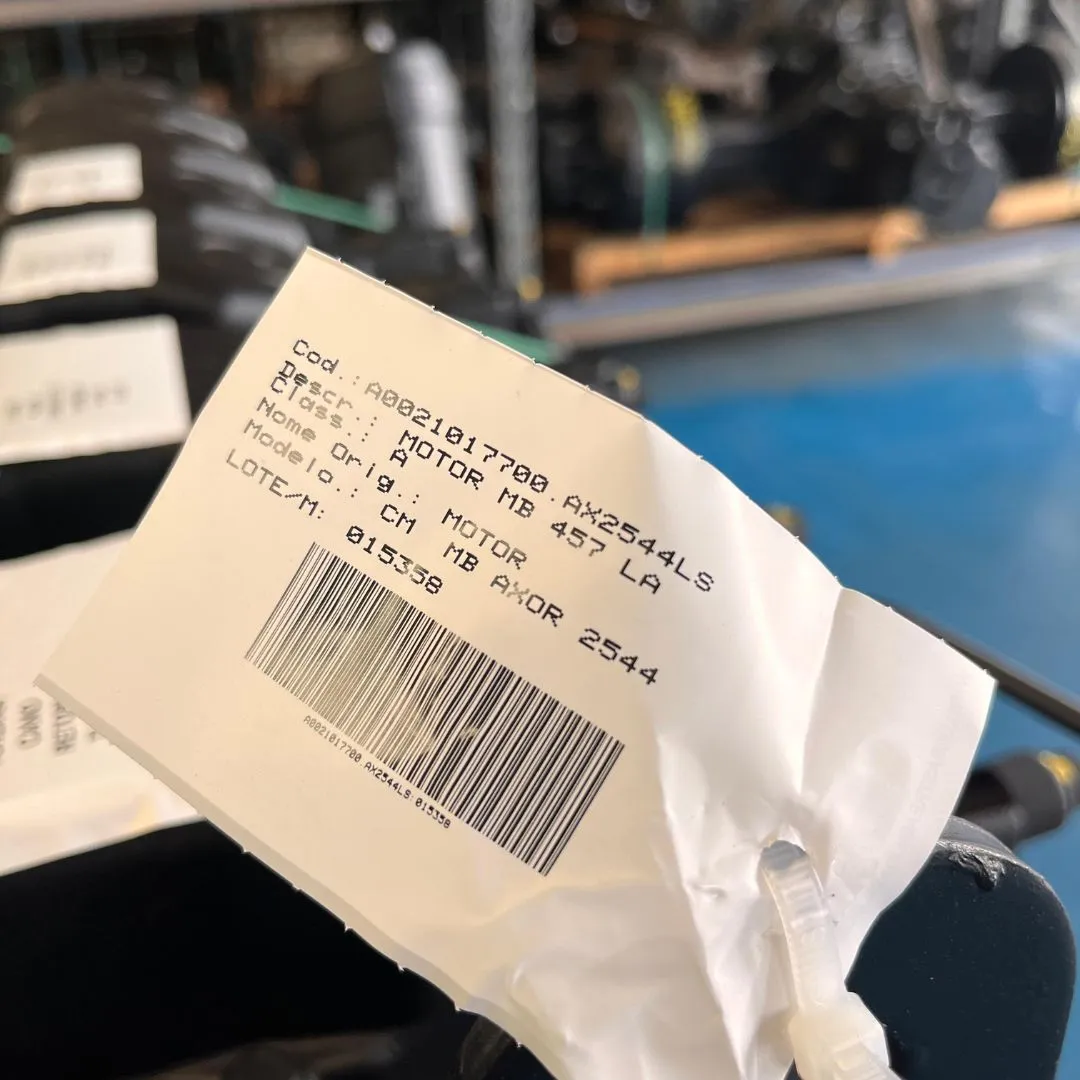 Cod.: A0021017700.AX2544LS
Descr.: MOTOR MB 457 LA
Class.: A
Nome Orig.: MOTOR
Modelo.: CM MB AXOR 2544
LOTE/M: 015358
A0021017700.AX2544LS:015358